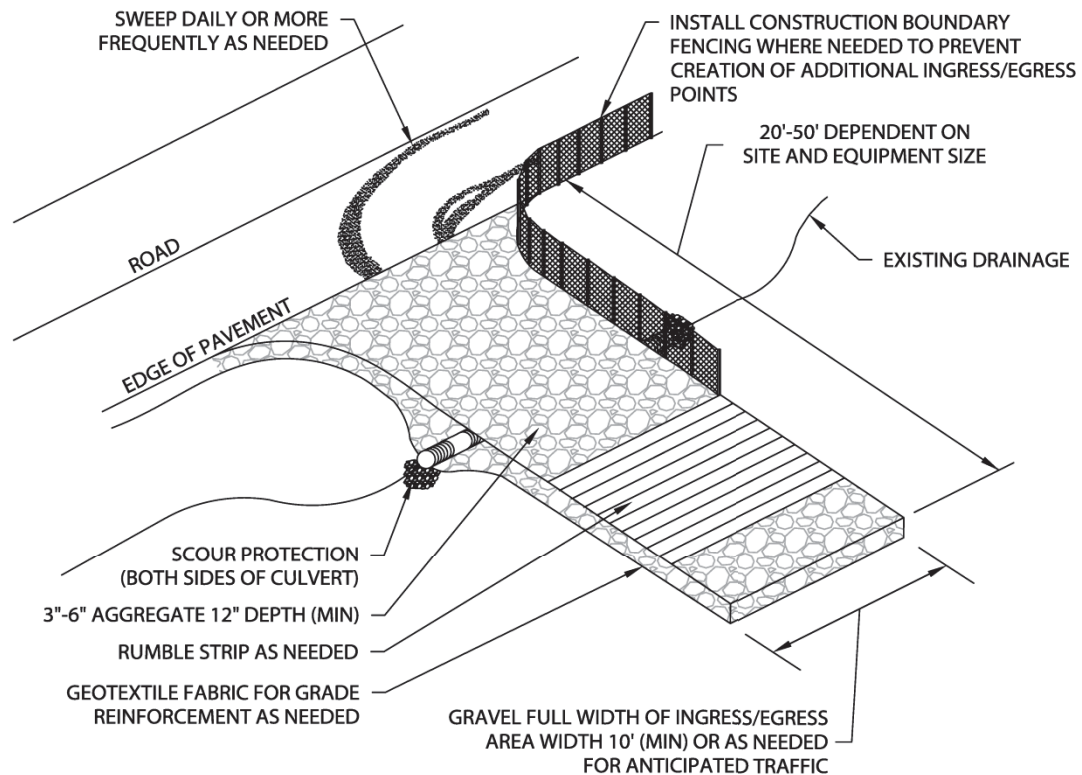 SWEEP DAILY OR MORE
FREQUENTLY AS NEEDED
INSTALL CONSTRUCTION BOUNDARY
FENCING WHERE NEEDED TO PREVENT
CREATION OF ADDITIONAL INGRESS/EGRESS
POINTS
20'-50' DEPENDENT ON
SITE AND EQUIPMENT SIZE
EXISTING DRAINAGE
ROAD
EDGE OF PAVEMENT
SCOUR PROTECTION
(BOTH SIDES OF CULVERT)
3"-6" AGGREGATE 12" DEPTH (MIN)
RUMBLE STRIP AS NEEDED
GEOTEXTILE FABRIC FOR GRADE
REINFORCEMENT AS NEEDED
GRAVEL FULL WIDTH OF INGRESS/EGRESS
AREA WIDTH 10' (MIN) OR AS NEEDED
FOR ANTICIPATED TRAFFIC